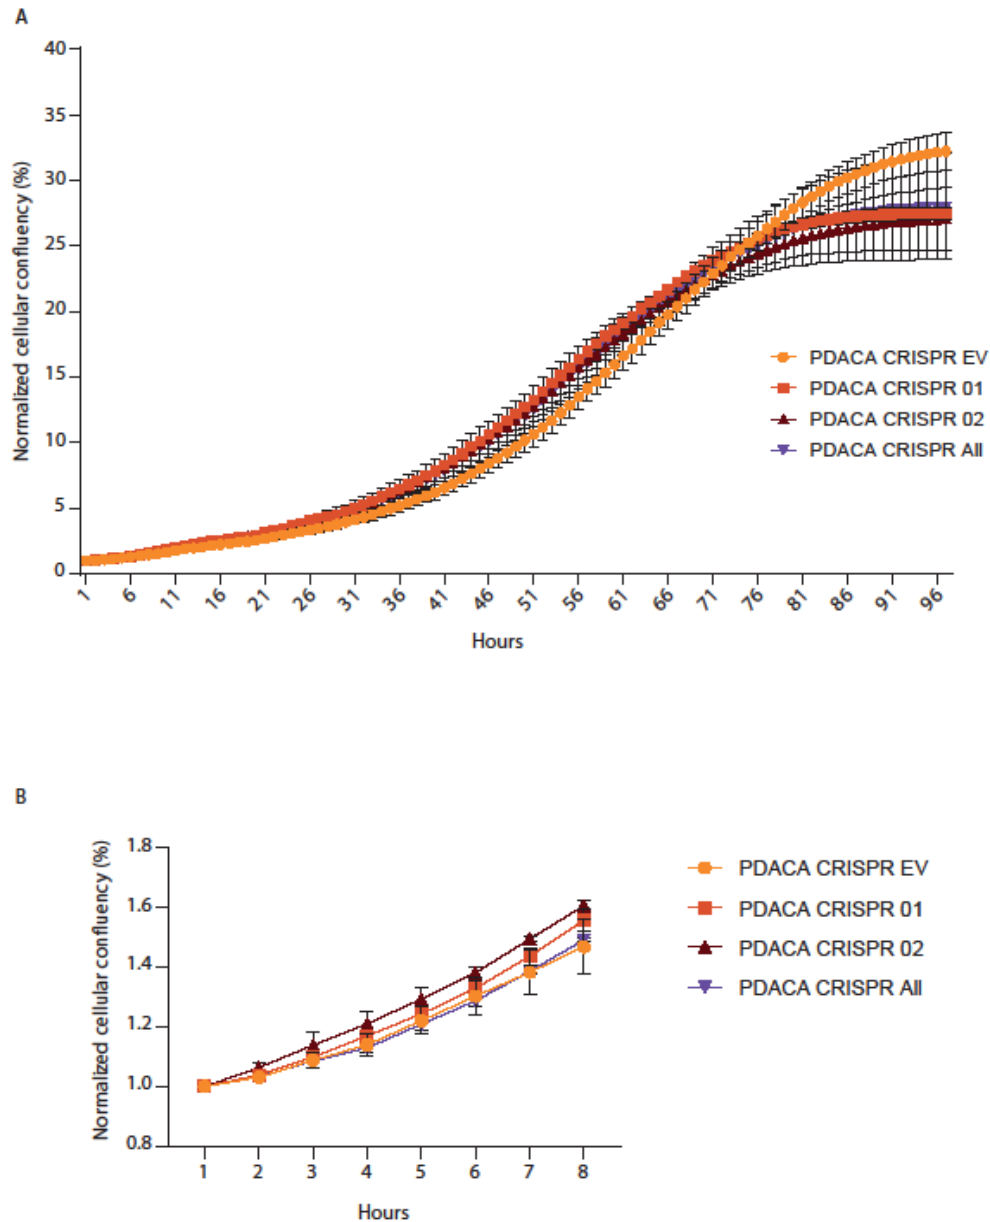 A
Normalized cellular confluency (%)
40
35
30
25
20
15
10
5
0
1 6 11 16 21 26 31 36 41 46 51 56 61 66 71 76 81 86 91 96
Hours
PDACA CRISPR EV
PDACA CRISPR 01
PDACA CRISPR 02
PDACA CRISPR All
B
Normalized cellular confluency (%)
1.8
1.6
1.4
1.2
1.0
0.8
1 2 3 4 5 6 7 8
Hours
PDACA CRISPR EV
PDACA CRISPR 01
PDACA CRISPR 02
PDACA CRISPR All